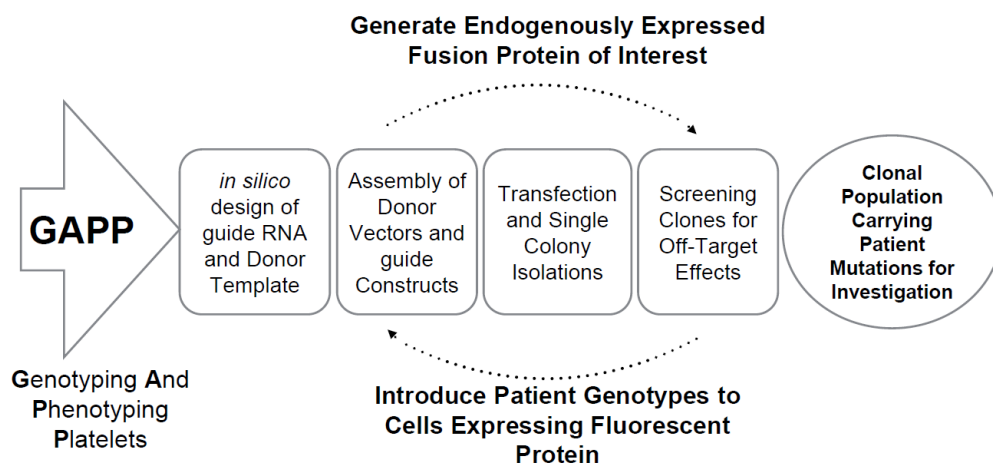 Generate Endogenously Expressed
Fusion Protein of Interest
GAPP
in silico
design of
guide RNA
and Donor
Template
Assembly of
Donor
Vectors and
guide
Constructs
Transfection
and Single
Colony
Isolations
Screening
Clones for
Off-Target
Effects
Clonal
Population
Carrying
Patient
Mutations for
Investigation
Genotyping And
Phenotyping
Platelets
Introduce Patient Genotypes to
Cells Expressing Fluorescent
Protein